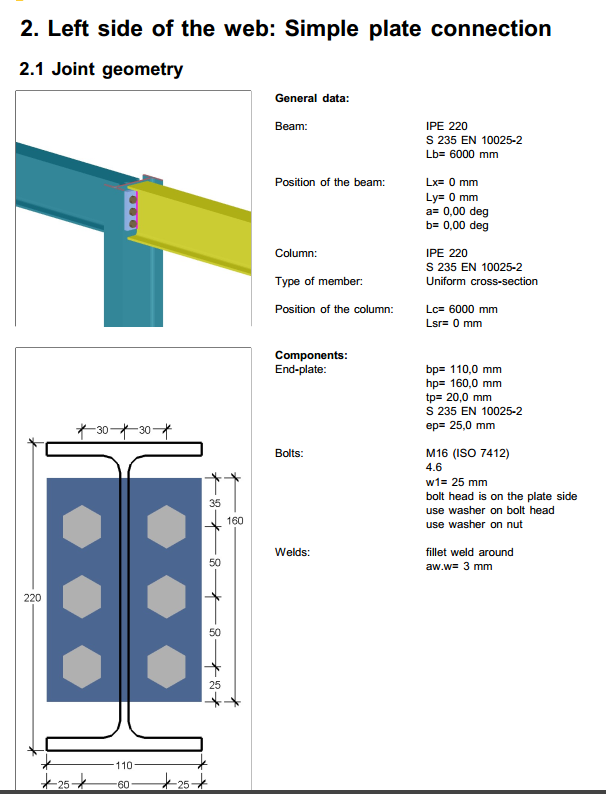 2. Left side of the web: Simple plate connection
2.1 Joint geometry
General data:
Beam: IPE 220
S 235 EN 10025-2
Lb= 6000 mm
Position of the beam: Lx= 0 mm
Ly= 0 mm
a= 0,00 deg
b= 0,00 deg
Column: IPE 220
S 235 EN 10025-2
Type of member: Uniform cross-section
Position of the column: Lc= 6000 mm
Lsr= 0 mm
Components:
End-plate: bp= 110,0 mm
hp= 160,0 mm
tp= 20,0 mm
S 235 EN 10025-2
ep= 25,0 mm
Bolts: M16 (ISO 7412)
4.6
w1= 25 mm
bolt head is on the plate side
use washer on bolt head
use washer on nut
Welds: fillet weld around
aw.w= 3 mm
30 30
35
160
50
220
50
25
110
25 60 25